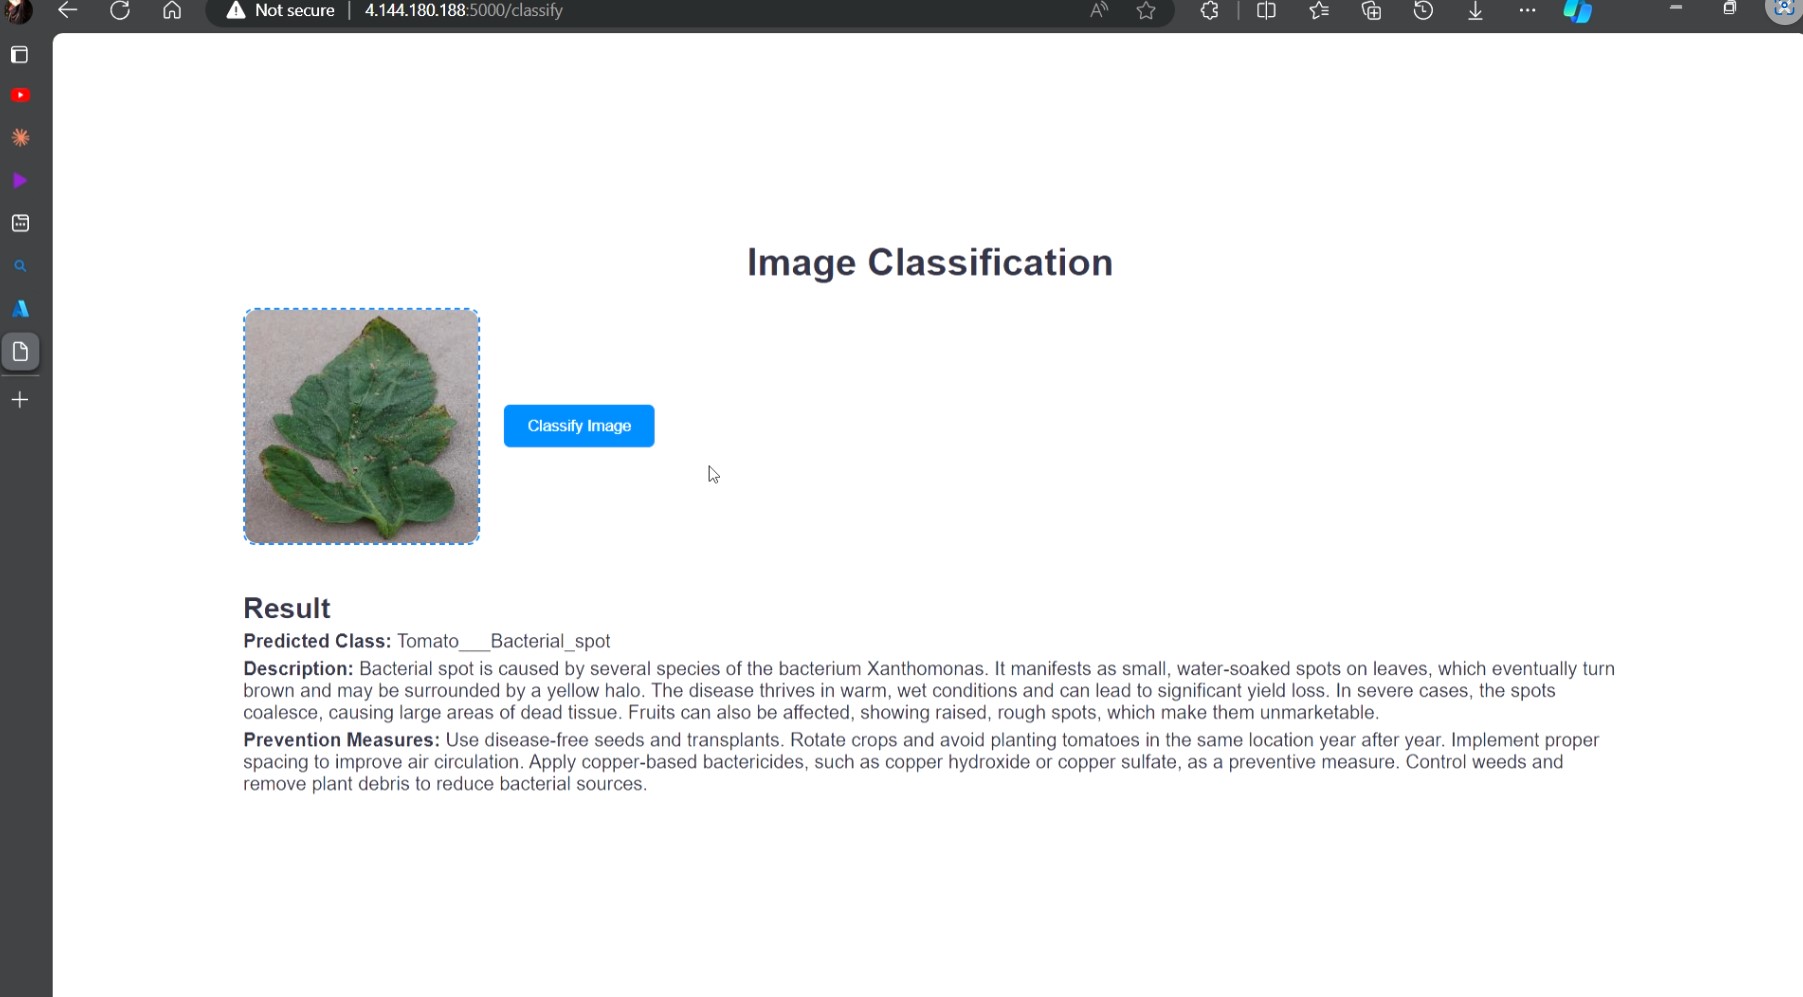 Not secure 4.144.180.188:5000/classify
Image Classification
Classify Image
Result
Predicted Class: Tomato___Bacterial_spot
Description: Bacterial spot is caused by several species of the bacterium Xanthomonas. It manifests as small, water-soaked spots on leaves, which eventually turn
brown and may be surrounded by a yellow halo. The disease thrives in warm, wet conditions and can lead to significant yield loss. In severe cases, the spots
coalesce, causing large areas of dead tissue. Fruits can also be affected, showing raised, rough spots, which make them unmarketable.
Prevention Measures: Use disease-free seeds and transplants. Rotate crops and avoid planting tomatoes in the same location year after year. Implement proper
spacing to improve air circulation. Apply copper-based bactericides, such as copper hydroxide or copper sulfate, as a preventive measure. Control weeds and
remove plant debris to reduce bacterial sources.